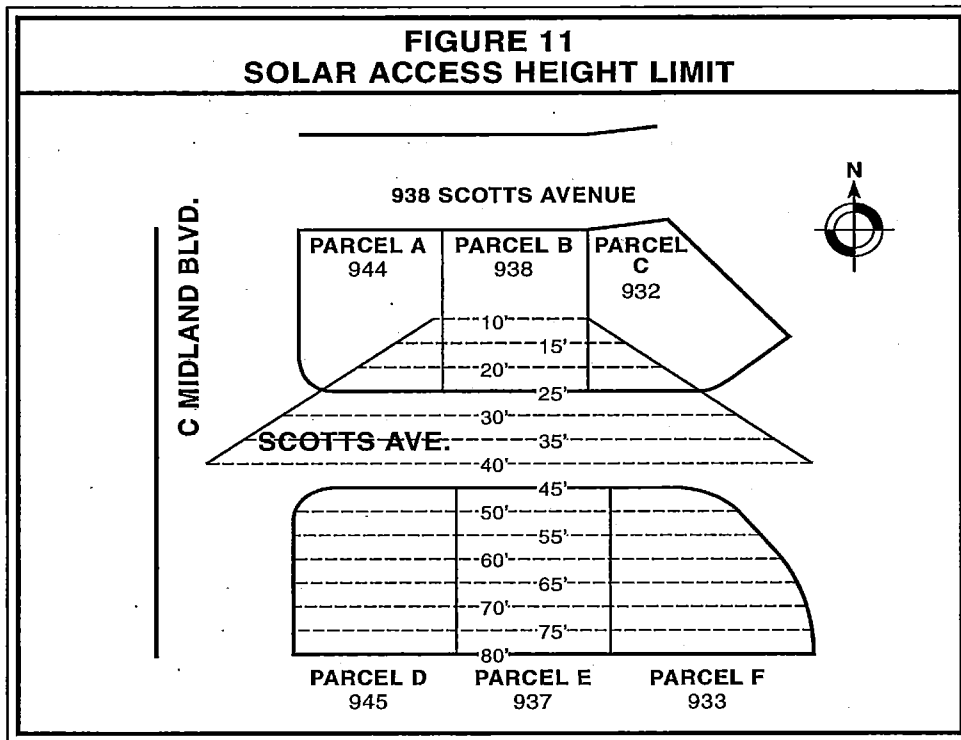 FIGURE 11
SOLAR ACCESS HEIGHT LIMIT
938 SCOTTS AVENUE
N
C MIDLAND BLVD.
PARCEL A
944
PARCEL B
938
PARCEL
C
932
10'
15'
20'
25'
30'
SCOTTS AVE.
35'
40'
45'
50'
55'
60'
65'
70'
75'
80'
PARCEL D
945
PARCEL E
937
PARCEL F
933